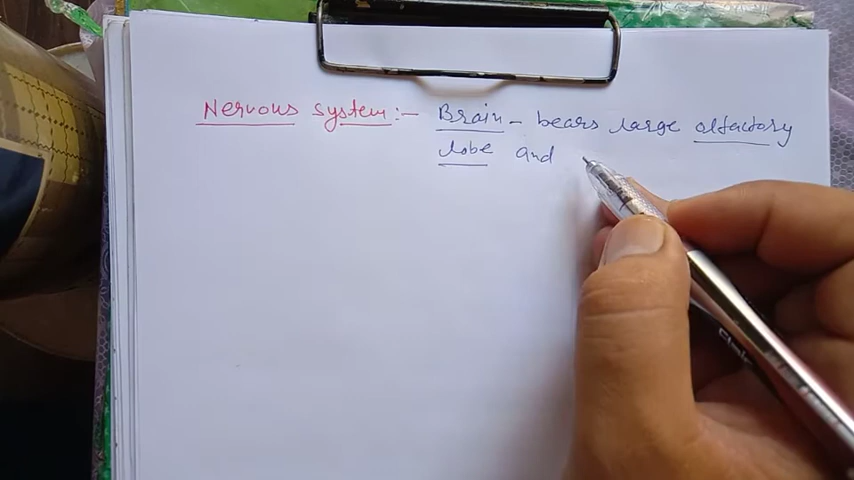 Nervous system:- Brain - bears large olfactory
lobe and